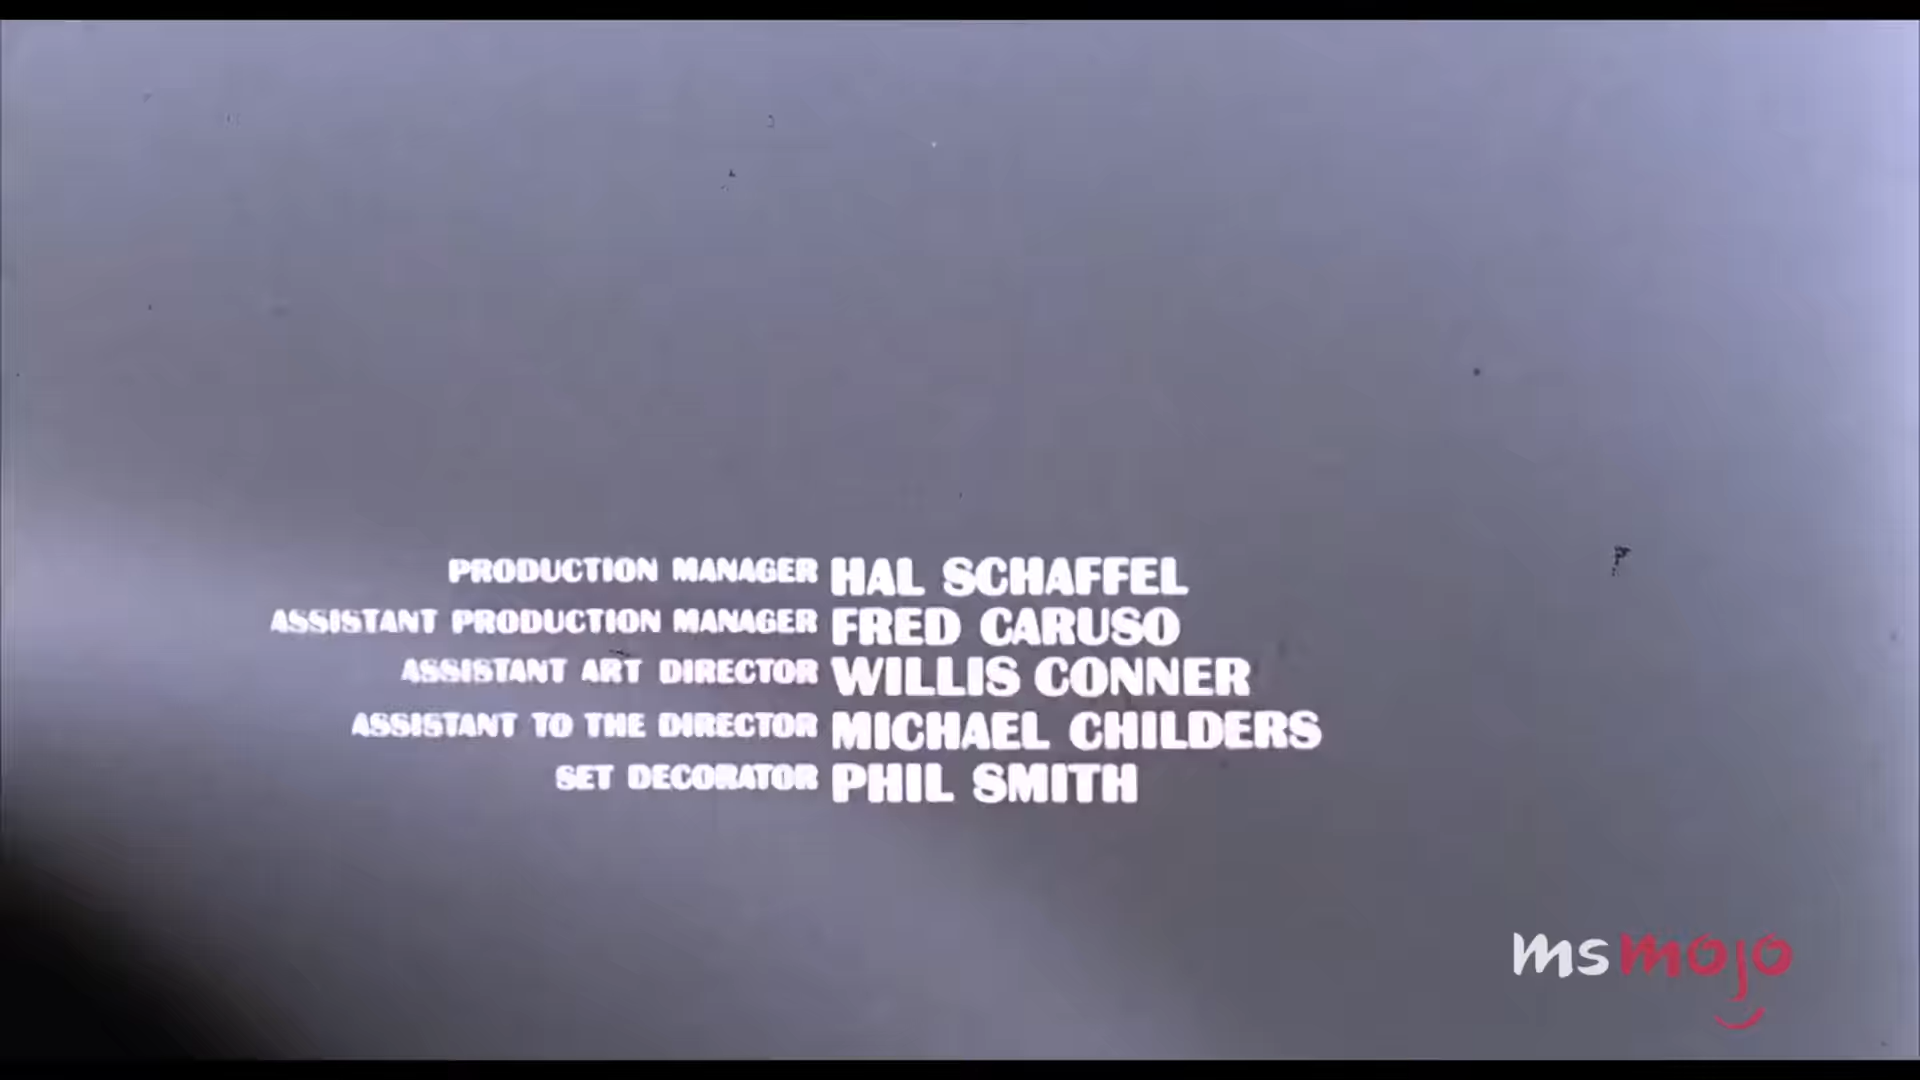 PRODUCTION MANAGER HAL SCHAFFEL
ASSISTANT PRODUCTION MANAGER FRED CARUSO
ASSISTANT ART DIRECTOR WILLIS CONNER
ASSISTANT TO THE DIRECTOR MICHAEL CHILDERS
SET DECORATOR PHIL SMITH
msmojo